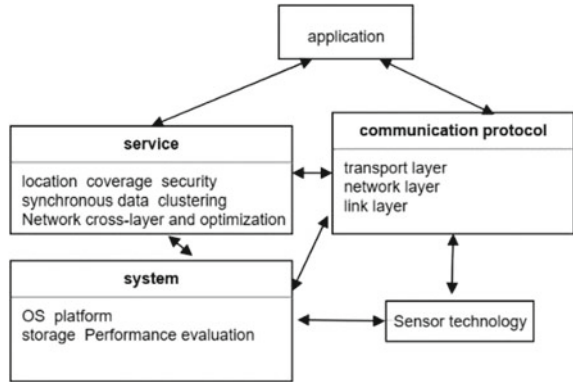 application
service
location coverage security
synchronous data clustering
Network cross-layer and optimization
communication protocol
transport layer
network layer
link layer
system
OS platform
storage Performance evaluation
Sensor technology